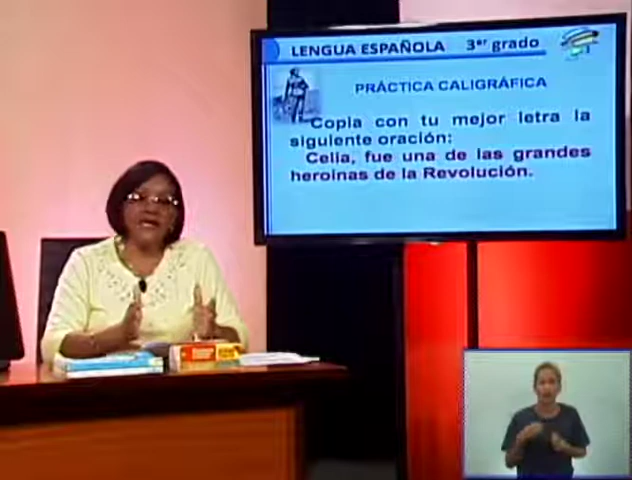 LENGUA ESPAÑOLA 3er grado
PRÁCTICA CALIGRÁFICA
Copia con tu mejor letra la
siguiente oración:
Celia, fue una de las grandes
heroinas de la Revolución.